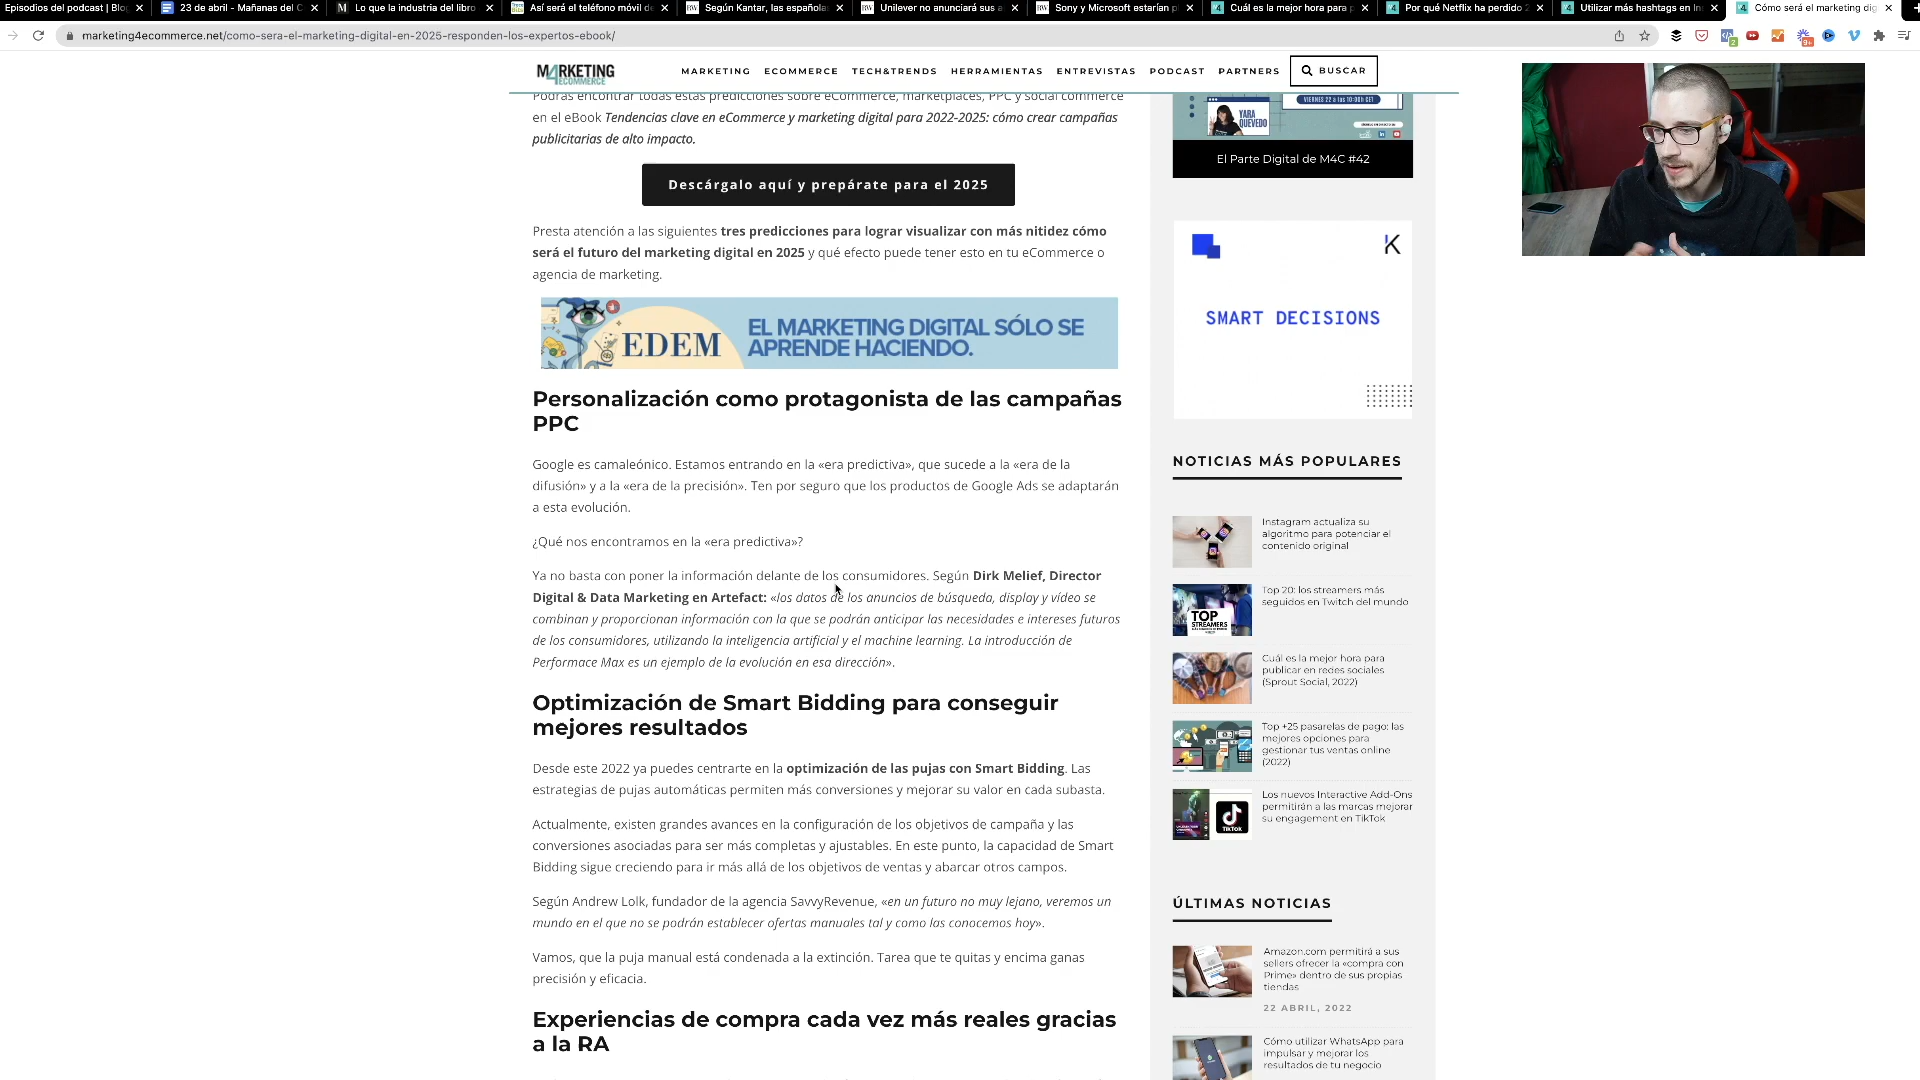 Episodios del podcast | Blo
23 de abril - Mañanas del C
Lo que la industria del libro
Así será el teléfono móvil de
Según Kantar, las españolas
Unilever no anunciará sus a
Sony y Microsoft estarían p
Cuál es la mejor hora para p
Por qué Netflix ha perdido 2
Utilizar más hashtags en In
Cómo será el marketing dig
marketing4ecommerce.net/como-sera-el-marketing-digital-en-2025-responden-los-expertos-ebook/
M4RKETING
ECOMMERCE
MARKETING ECOMMERCE TECH&TRENDS HERRAMIENTAS ENTREVISTAS PODCAST PARTNERS BUSCAR
Podrás encontrar todas estas predicciones sobre eCommerce, marketplaces, PPC y social commerce
en el eBook Tendencias clave en eCommerce y marketing digital para 2022-2025: cómo crear campañas
publicitarias de alto impacto.
Descárgalo aquí y prepárate para el 2025
Presta atención a las siguientes tres predicciones para lograr visualizar con más nitidez cómo
será el futuro del marketing digital en 2025 y qué efecto puede tener esto en tu eCommerce o
agencia de marketing.
EDEM
EL MARKETING DIGITAL SÓLO SE
APRENDE HACIENDO.
Personalización como protagonista de las campañas
PPC
Google es camaleónico. Estamos entrando en la «era predictiva», que sucede a la «era de la
difusión» y a la «era de la precisión». Ten por seguro que los productos de Google Ads se adaptarán
a esta evolución.
¿Qué nos encontramos en la «era predictiva»?
Ya no basta con poner la información delante de los consumidores. Según Dirk Melief, Director
Digital & Data Marketing en Artefact: «los datos de los anuncios de búsqueda, display y vídeo se
combinan y proporcionan información con la que se podrán anticipar las necesidades e intereses futuros
de los consumidores, utilizando la inteligencia artificial y el machine learning. La introducción de
Performace Max es un ejemplo de la evolución en esa dirección».
Optimización de Smart Bidding para conseguir
mejores resultados
Desde este 2022 ya puedes centrarte en la optimización de las pujas con Smart Bidding. Las
estrategias de pujas automáticas permiten más conversiones y mejorar su valor en cada subasta.
Actualmente, existen grandes avances en la configuración de los objetivos de campaña y las
conversiones asociadas para ser más completas y ajustables. En este punto, la capacidad de Smart
Bidding sigue creciendo para ir más allá de los objetivos de ventas y abarcar otros campos.
Según Andrew Lolk, fundador de la agencia SavvyRevenue, «en un futuro no muy lejano, veremos un
mundo en el que no se podrán establecer ofertas manuales tal y como las conocemos hoy».
Vamos, que la puja manual está condenada a la extinción. Tarea que te quitas y encima ganas
precisión y eficacia.
Experiencias de compra cada vez más reales gracias
a la RA
VIERNES 22 a las 10:00h CET
YARA
QUEVEDO
El Parte Digital de M4C #42
K
SMART DECISIONS
NOTICIAS MÁS POPULARES
Instagram actualiza su
algoritmo para potenciar el
contenido original
TOP
STREAMERS
Top 20: los streamers más
seguidos en Twitch del mundo
Cuál es la mejor hora para
publicar en redes sociales
(Sprout Social, 2022)
Top +25 pasarelas de pago: las
mejores opciones para
gestionar tus ventas online
(2022)
TikTok
Los nuevos Interactive Add-Ons
permitirán a las marcas mejorar
su engagement en TikTok
ÚLTIMAS NOTICIAS
Amazon.com permitirá a sus
sellers ofrecer la «compra con
Prime» dentro de sus propias
tiendas
22 ABRIL, 2022
Cómo utilizar WhatsApp para
impulsar y mejorar los
resultados de tu negocio